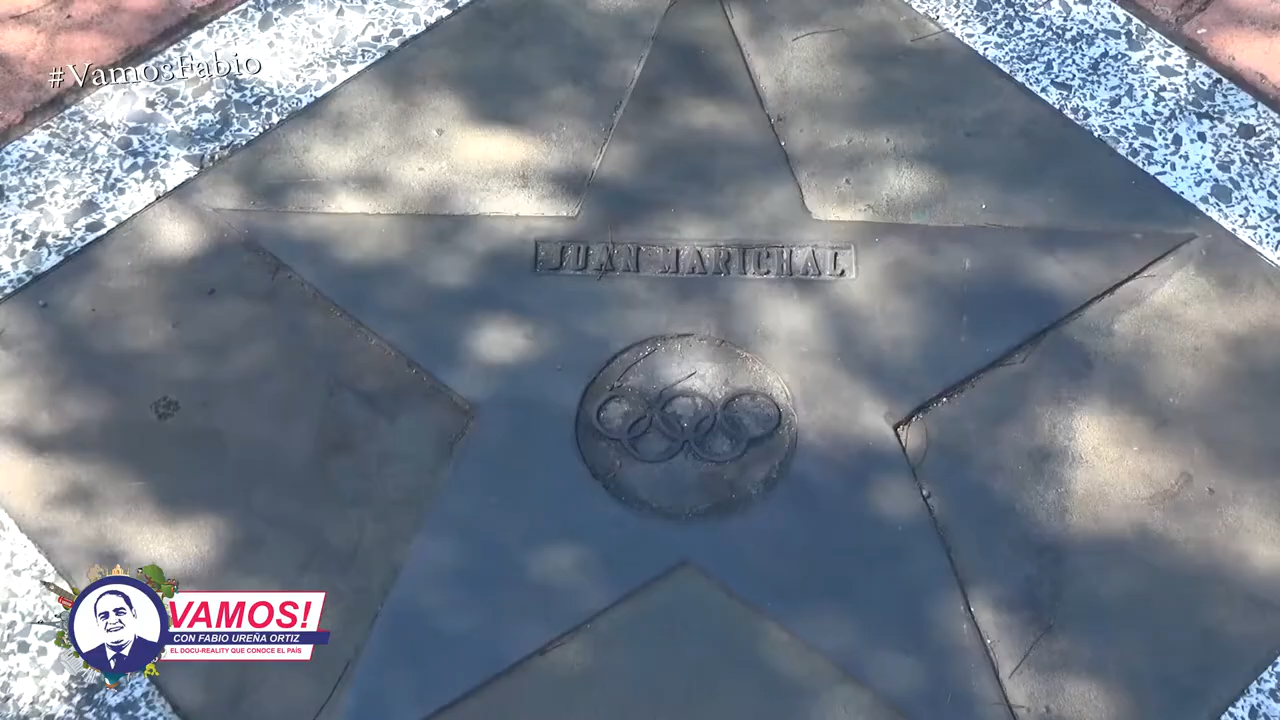 #VamosFabio
JUAN MARICHAL
VAMOS!
CON FABIO UREÑA ORTIZ
EL DOCU-REALITY QUE CONOCE EL PAÍS